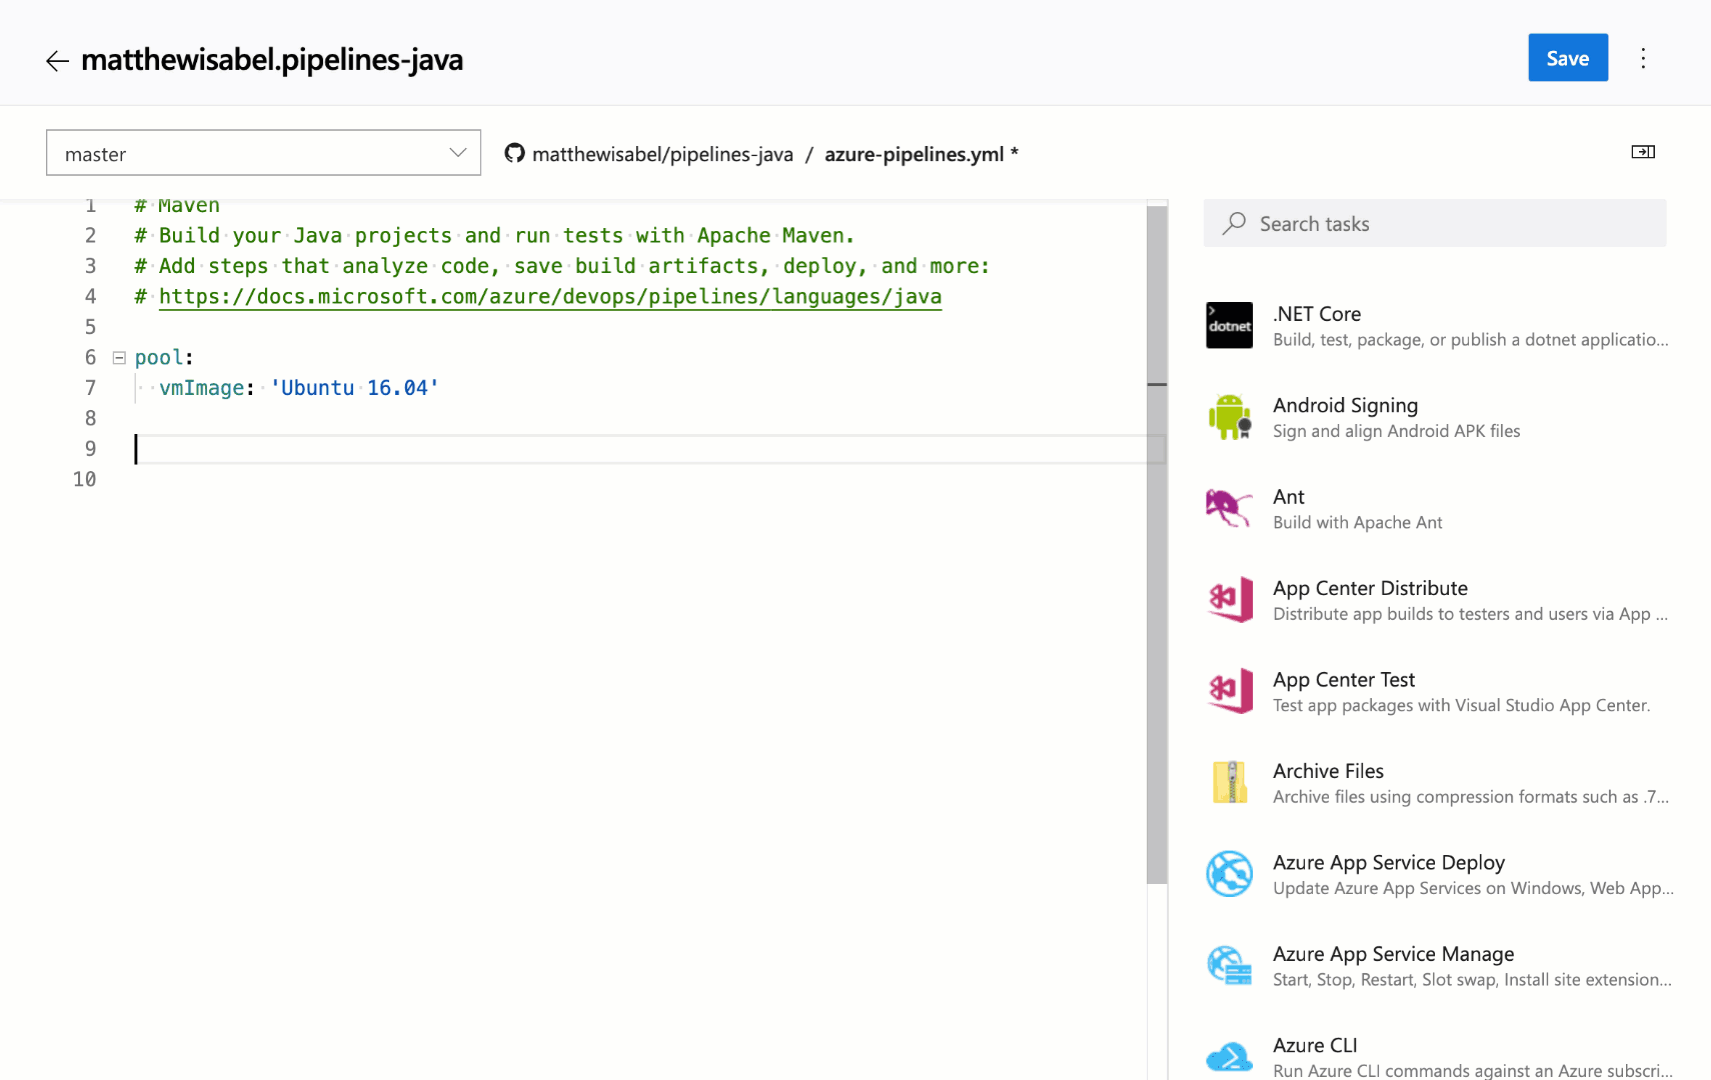 matthewisabel.pipelines-java
Save
master
matthewisabel/pipelines-java / azure-pipelines.yml *
1 # Maven
2 # Build your Java projects and run tests with Apache Maven.
3 # Add steps that analyze code, save build artifacts, deploy, and more:
4 # https://docs.microsoft.com/azure/devops/pipelines/languages/java
5
6 pool:
7 vmImage: 'Ubuntu 16.04'
8
9
10
Search tasks
dotnet
.NET Core
Build, test, package, or publish a dotnet applicatio...
Android Signing
Sign and align Android APK files
Ant
Build with Apache Ant
App Center Distribute
Distribute app builds to testers and users via App ...
App Center Test
Test app packages with Visual Studio App Center.
Archive Files
Archive files using compression formats such as .7...
Azure App Service Deploy
Update Azure App Services on Windows, Web App...
Azure App Service Manage
Start, Stop, Restart, Slot swap, Install site extension...
Azure CLI
Run Azure CLI commands against an Azure subscri...